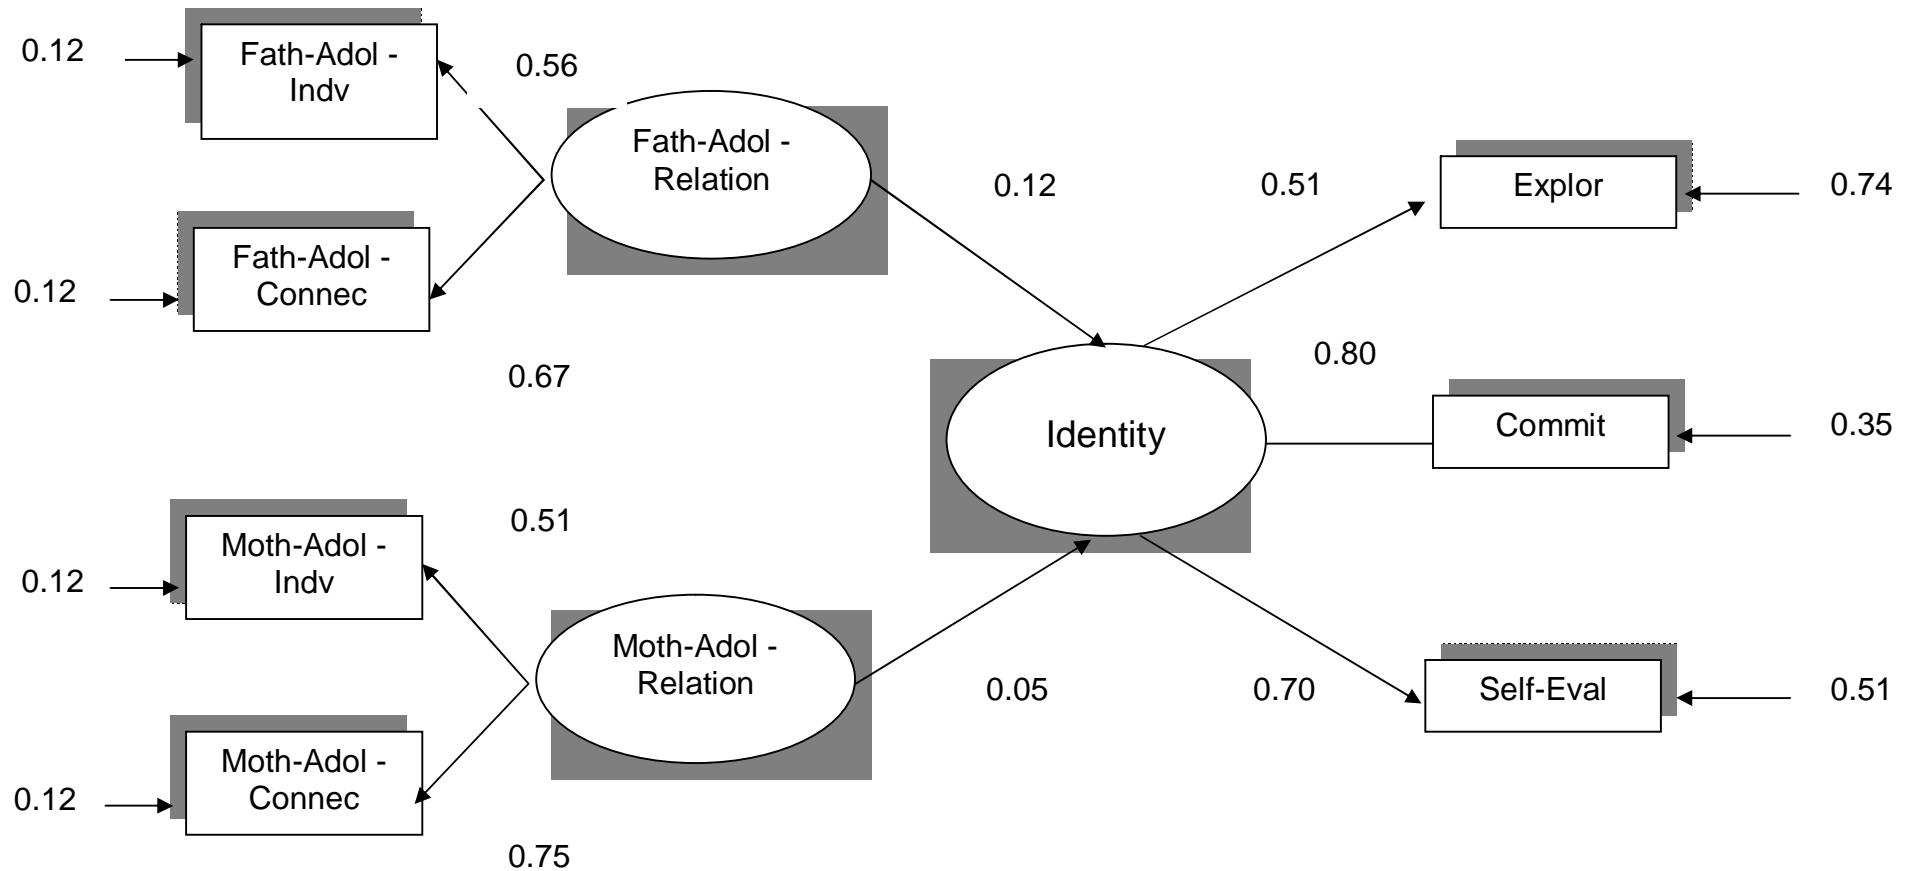 0.12
Fath-Adol -
Indv
0.56
Fath-Adol -
Relation
0.12
0.51
Explor
0.74
0.12
Fath-Adol -
Connec
0.67
0.80
Identity
Commit
0.35
0.12
Moth-Adol -
Indv
0.51
Moth-Adol -
Relation
0.05
0.70
Self-Eval
0.51
0.12
Moth-Adol -
Connec
0.75